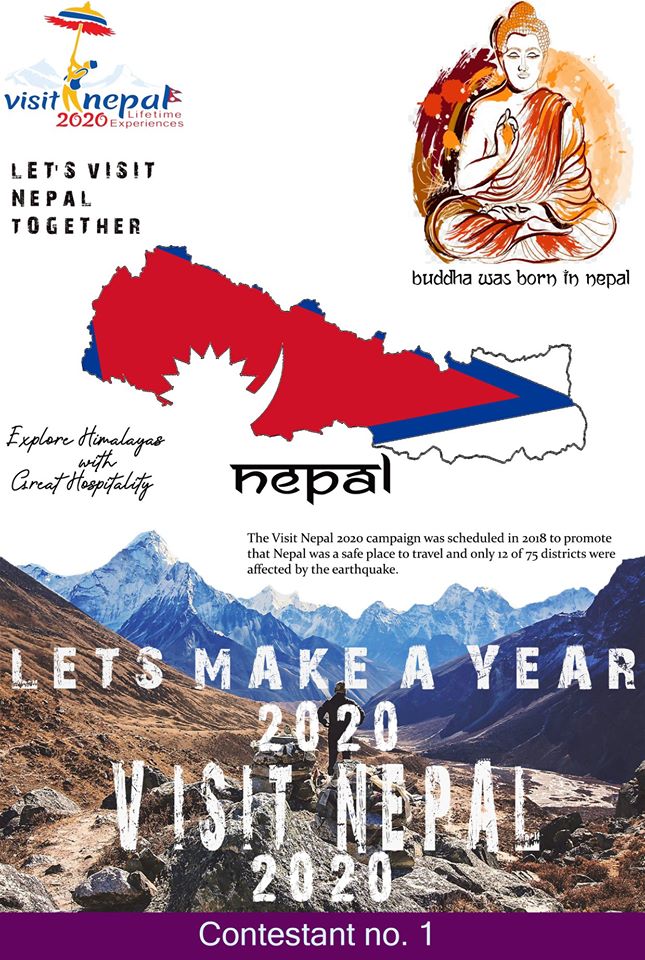 visit nepal
2020 Lifetime
Experiences
LET'S VISIT
NEPAL
TOGETHER
buddha was born in nepal
Explore Himalayas
with
Great Hospitality
nepal
The Visit Nepal 2020 campaign was scheduled in 2018 to promote
that Nepal was a safe place to travel and only 12 of 75 districts were
affected by the earthquake.
LETS MAKE A YEAR
2020
VISIT NEPAL
2020
Contestant no. 1